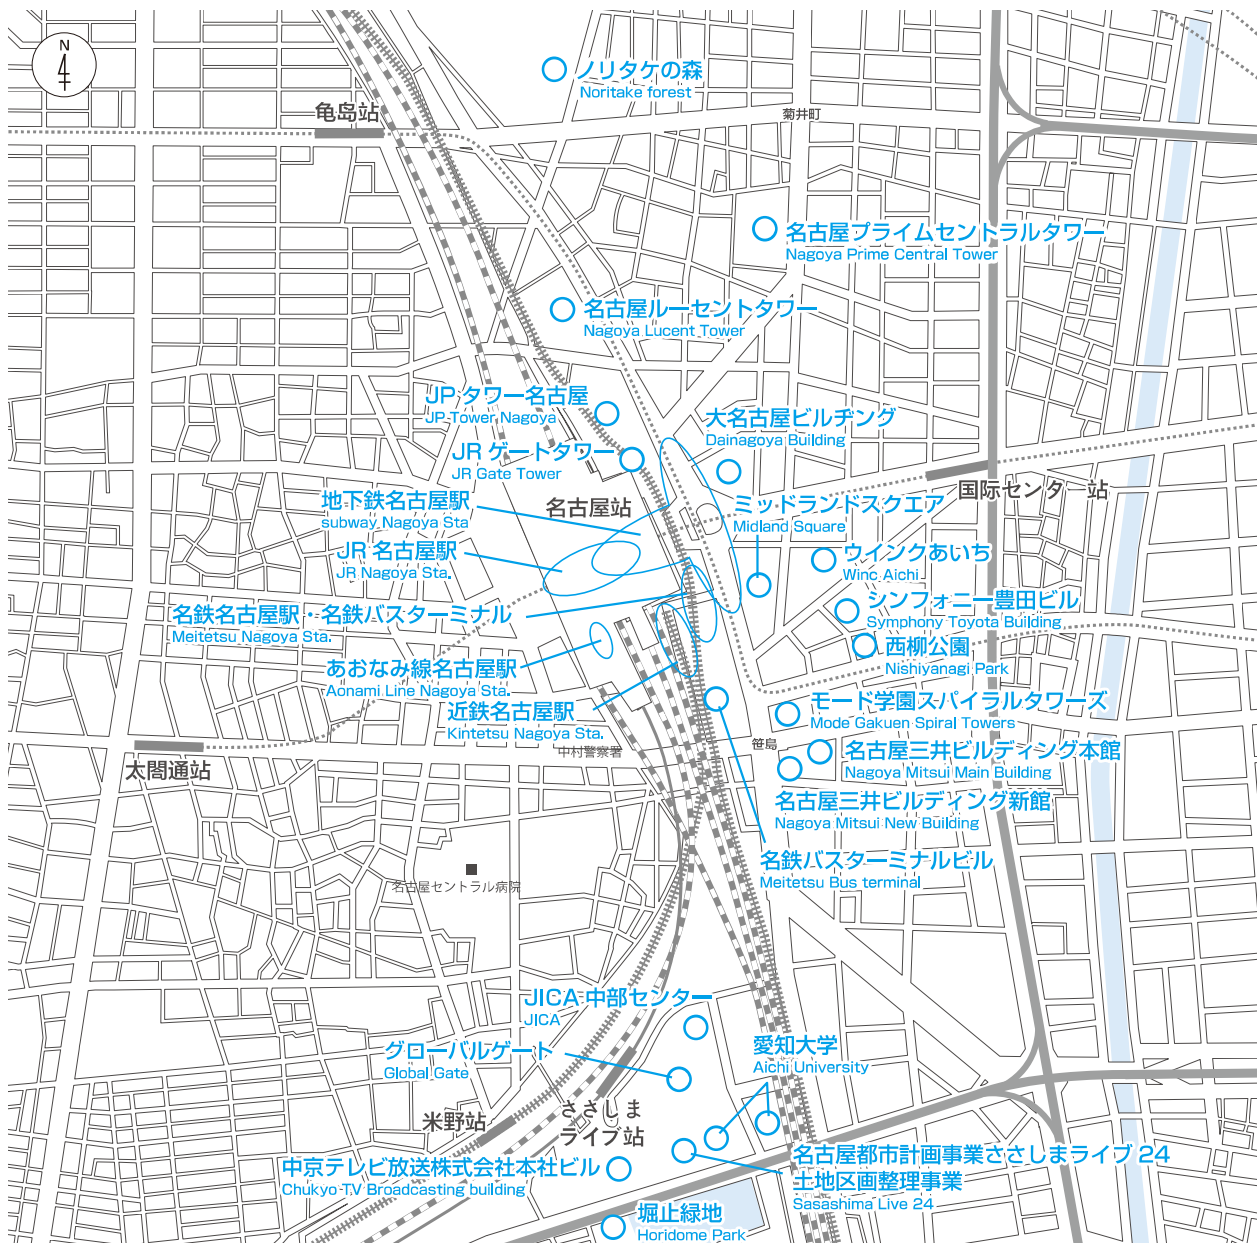 N
ノリタケの森
Noritake forest
亀岛站
菊井町
名古屋プライムセントラルタワー
Nagoya Prime Central Tower
名古屋ルーセントタワー
Nagoya Lucent Tower
JP タワー名古屋
JP Tower Nagoya
大名古屋ビルヂング
Dainagoya Building
JR ゲートタワー
JR Gate Tower
国际センター站
地下鉄名古屋駅
subway Nagoya Sta
名古屋站
ミッドランドスクエア
Midland Square
JR 名古屋駅
JR Nagoya Sta.
ウインクあいち
Winc Aichi
名鉄名古屋駅・名鉄バスターミナル
Meitetsu Nagoya Sta.
シンフォニー豊田ビル
Symphony Toyota Building
西柳公園
Nishiyanagi Park
あおなみ線名古屋駅
Aonami Line Nagoya Sta.
近鉄名古屋駅
Kintetsu Nagoya Sta.
モード学園スパイラルタワーズ
Mode Gakuen Spiral Towers
中村警察署
笹島
名古屋三井ビルディング本館
Nagoya Mitsui Main Building
太閤通站
名古屋三井ビルディング新館
Nagoya Mitsui New Building
名鉄バスターミナルビル
Meitetsu Bus terminal
名古屋セントラル病院
JICA 中部センター
JICA
グローバルゲート
Global Gate
愛知大学
Aichi University
米野站
ささしま
ライブ站
中京テレビ放送株式会社本社ビル
Chukyo TV Broadcasting building
名古屋都市計画事業ささしまライブ 24
土地区画整理事業
Sasashima Live 24
堀止緑地
Horidome Park